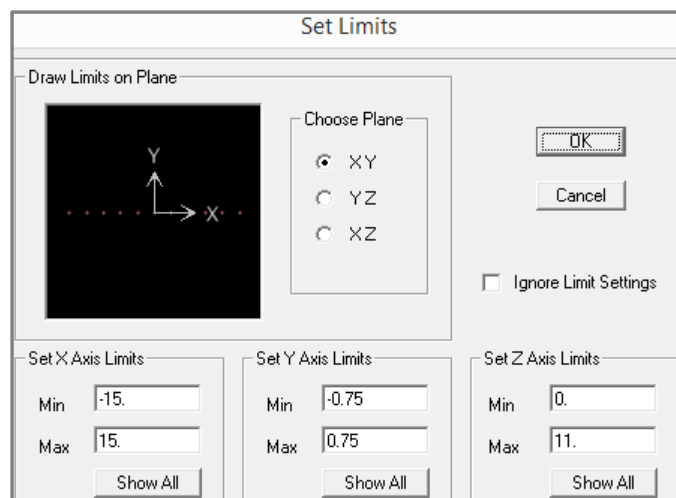 Set Limits
Draw Limits on Plane
Y
X
Choose Plane
XY
YZ
XZ
OK
Cancel
Ignore Limit Settings
Set X Axis Limits
Min -15.
Max 15.
Show All
Set Y Axis Limits
Min -0.75
Max 0.75
Show All
Set Z Axis Limits
Min 0.
Max 11.
Show All